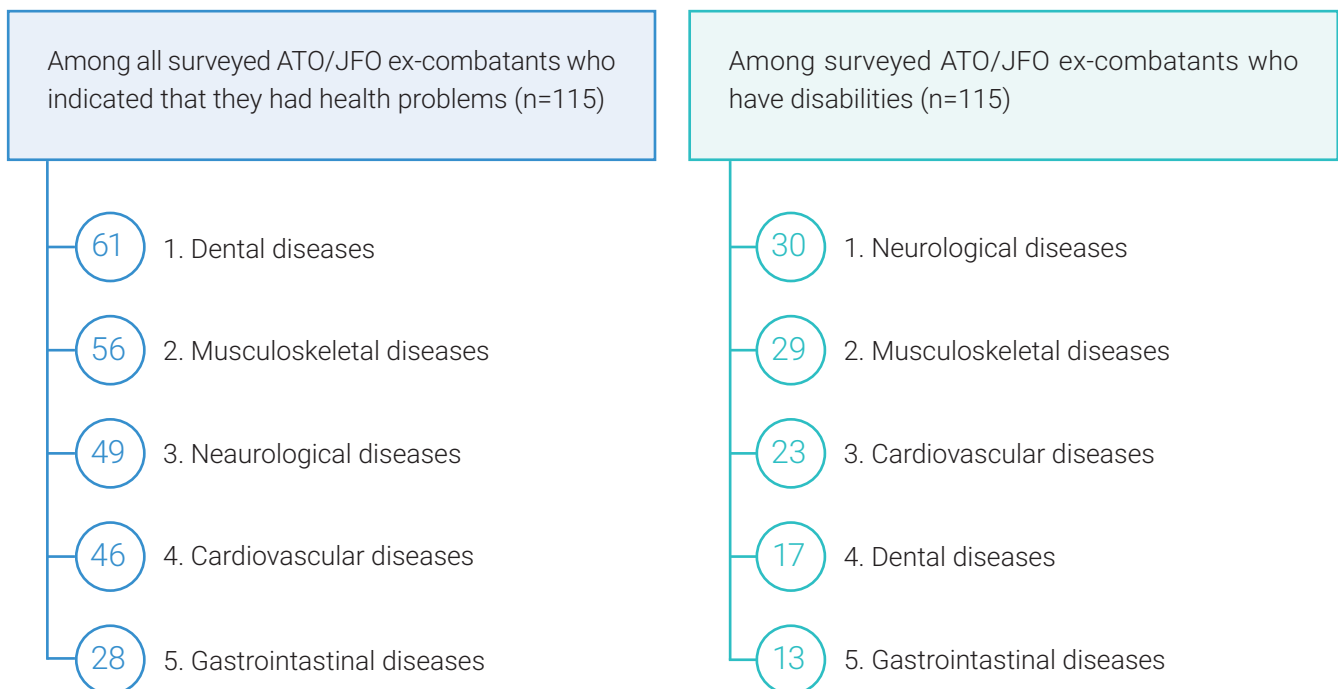 Among all surveyed ATO/JFO ex-combatants who
indicated that they had health problems (n=115)
61 1. Dental diseases
56 2. Musculoskeletal diseases
49 3. Neaurological diseases
46 4. Cardiovascular diseases
28 5. Gastrointastinal diseases
Among surveyed ATO/JFO ex-combatants who
have disabilities (n=115)
30 1. Neurological diseases
29 2. Musculoskeletal diseases
23 3. Cardiovascular diseases
17 4. Dental diseases
13 5. Gastrointastinal diseases